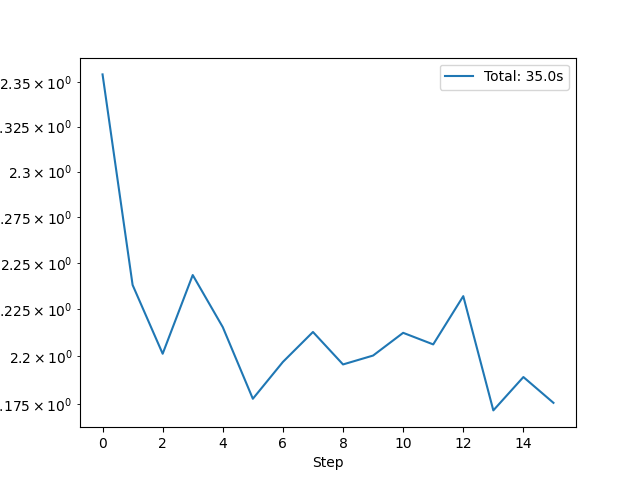 Total: 35.0s
2.35 × 10⁰
.325 × 10⁰
2.3 × 10⁰
.275 × 10⁰
2.25 × 10⁰
.225 × 10⁰
2.2 × 10⁰
.175 × 10⁰
0 2 4 6 8 10 12 14
Step